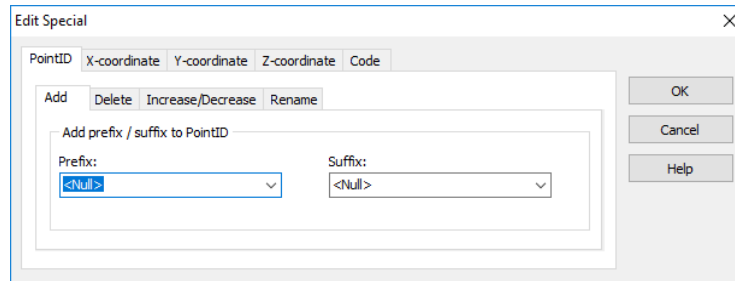 Edit Special
PointID X-coordinate Y-coordinate Z-coordinate Code
Add Delete Increase/Decrease Rename
Add prefix / suffix to PointID
Prefix: Suffix:
<Null> <Null>
OK
Cancel
Help